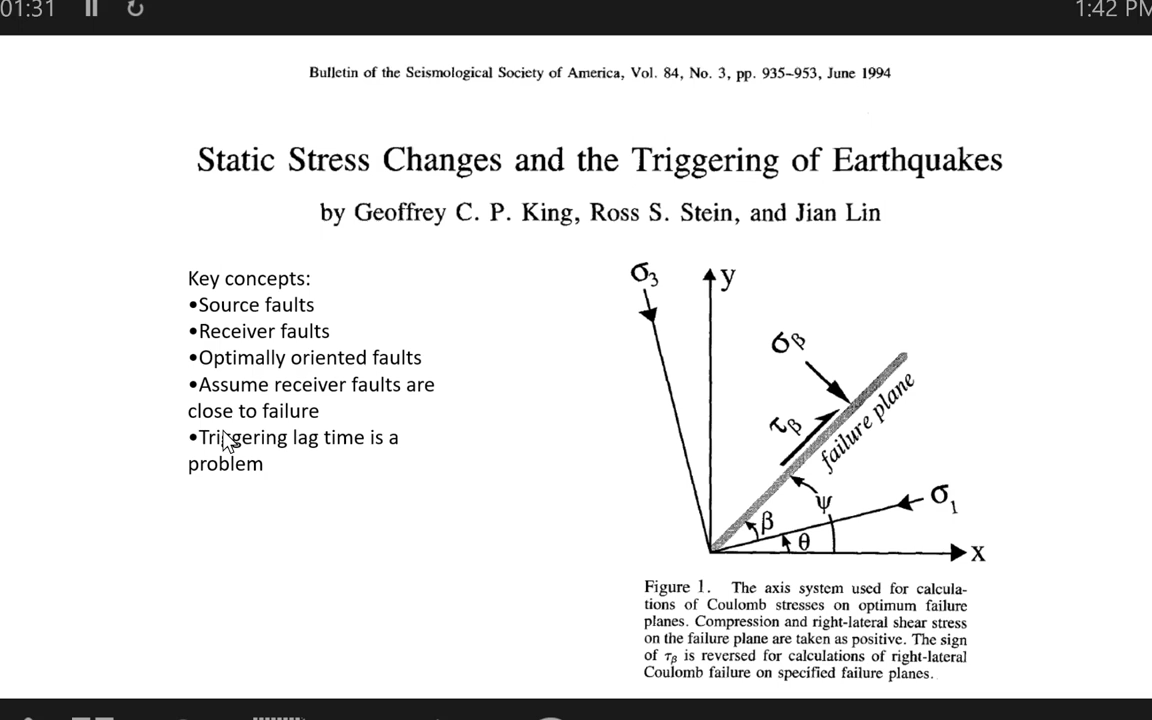 01:31
1:42 PM
Bulletin of the Seismological Society of America, Vol. 84, No. 3, pp. 935–953, June 1994
Static Stress Changes and the Triggering of Earthquakes
by Geoffrey C. P. King, Ross S. Stein, and Jian Lin
Key concepts:
•Source faults
•Receiver faults
•Optimally oriented faults
•Assume receiver faults are
close to failure
•Triggering lag time is a
problem
σ3
y
σβ
τβ
failure plane
ψ
σ1
β
θ
x
Figure 1. The axis system used for calcula-
tions of Coulomb stresses on optimum failure
planes. Compression and right-lateral shear stress
on the failure plane are taken as positive. The sign
of τβ is reversed for calculations of right-lateral
Coulomb failure on specified failure planes.